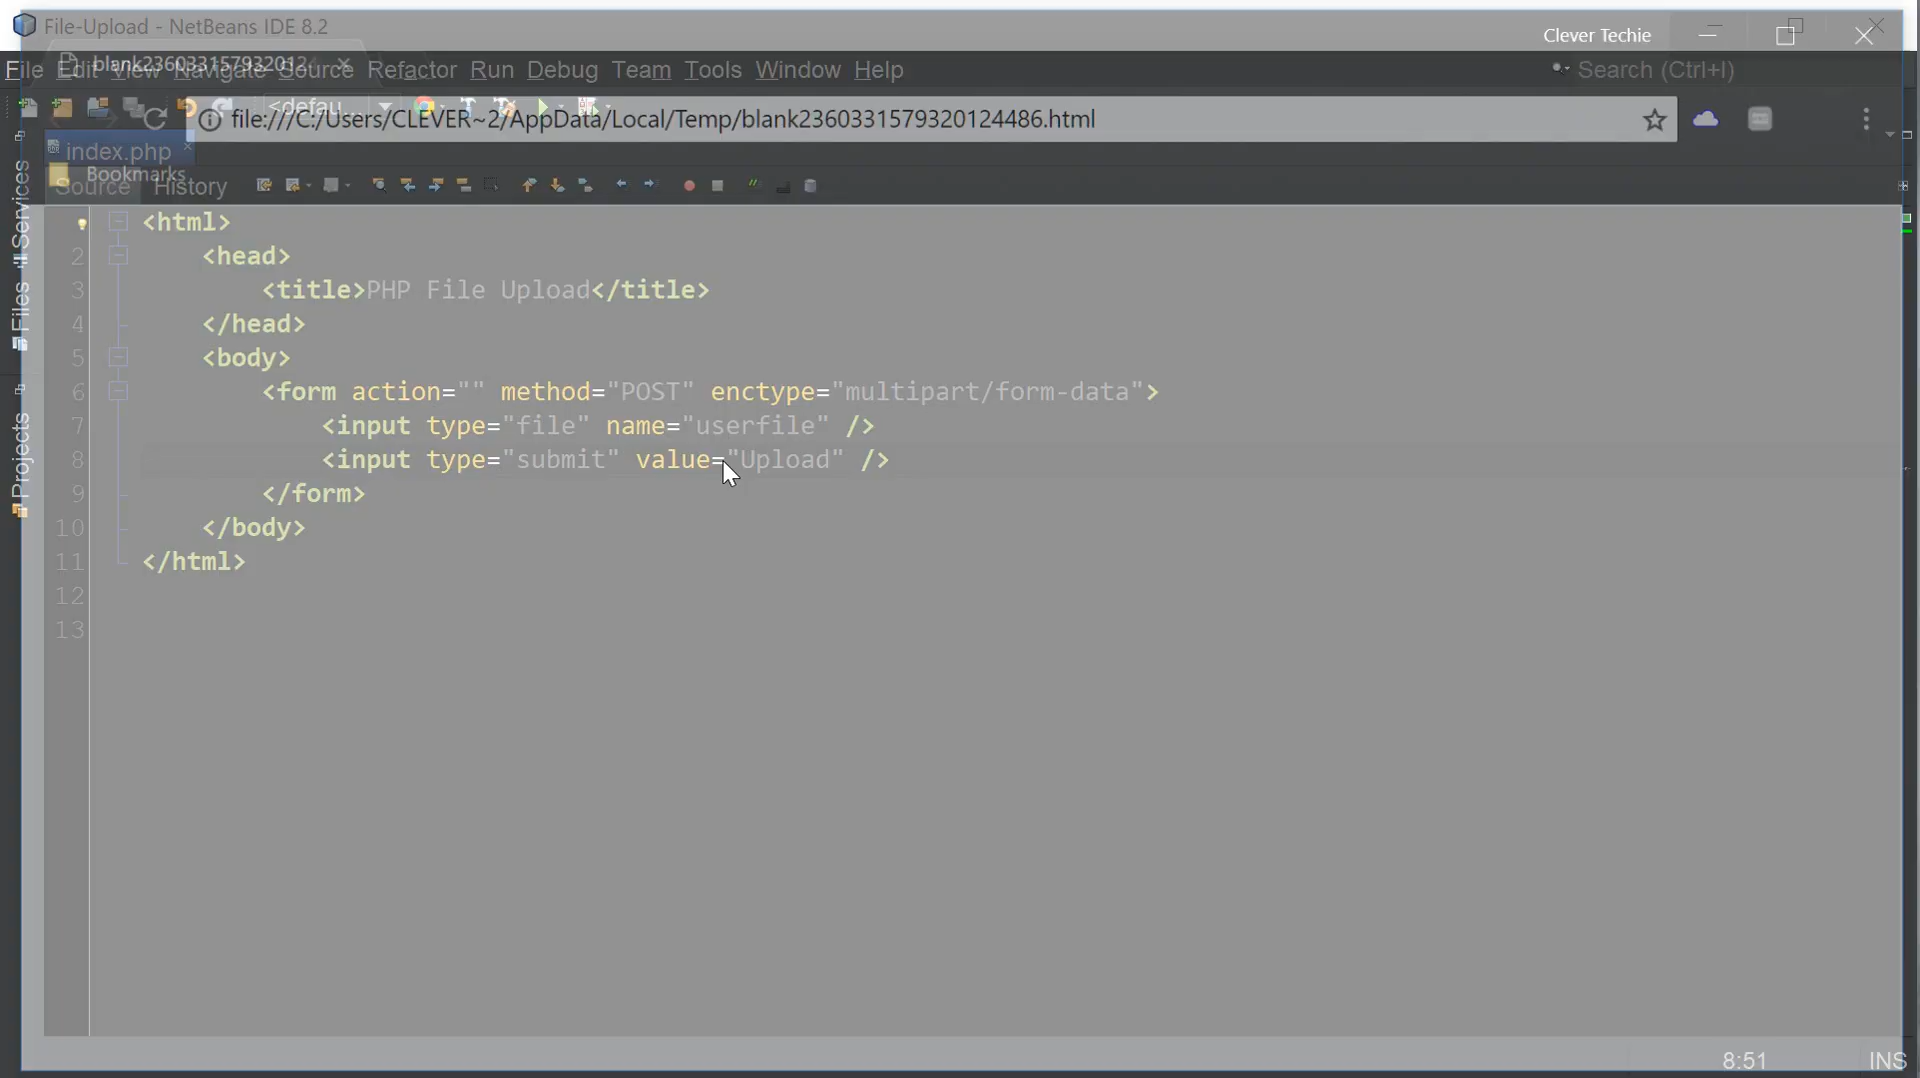 File-Upload - NetBeans IDE 8.2
Clever Techie
blank2360331579320124
File Edit View Navigate Source Refactor Run Debug Team Tools Window Help
Search (Ctrl+I)
<defau...
file:///C:/Users/CLEVER~2/AppData/Local/Temp/blank2360331579320124486.html
index.php
Bookmarks
Source History
Services
Files
Projects
<html>
2 <head>
3 <title>PHP File Upload</title>
4 </head>
5 <body>
6 <form action="" method="POST" enctype="multipart/form-data">
7 <input type="file" name="userfile" />
8 <input type="submit" value="Upload" />
9 </form>
10 </body>
11 </html>
12
13
8:51 INS